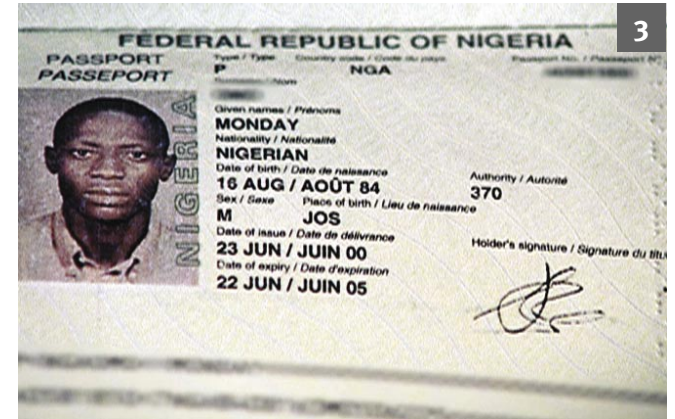 3
FEDERAL REPUBLIC OF NIGERIA
PASSPORT
PASSEPORT
Type / Type Country code / Code du pays Passport No. / Passeport N°
P NGA
Nom
Given names / Prénoms
MONDAY
Nationality / Nationalité
NIGERIAN
Date of birth / Date de naissance Authority / Autorité
16 AUG / AOÛT 84 370
Sex / Sexe Place of birth / Lieu de naissance
M JOS
Date of issue / Date de délivrance Holder's signature / Signature du titu
23 JUN / JUIN 00
Date of expiry / Date d'expiration
22 JUN / JUIN 05
NIGERIA